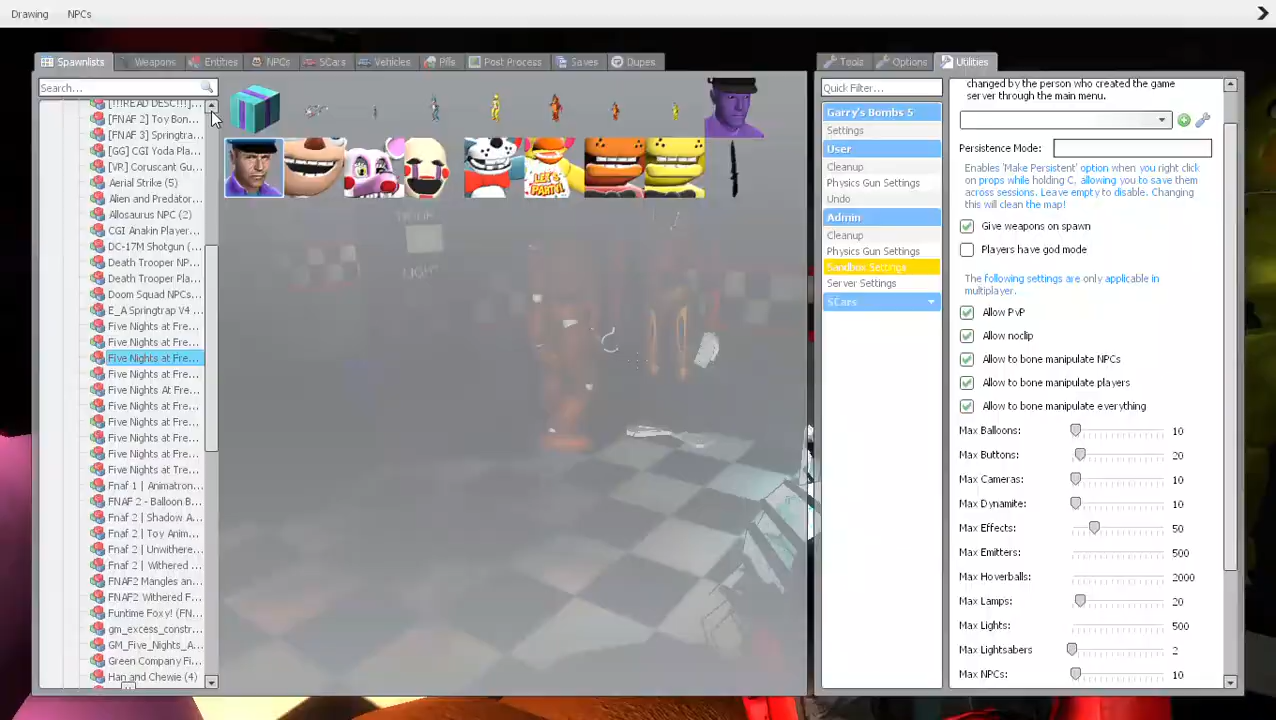 Drawing NPCs
Spawnlists Weapons Entities NPCs SCars Vehicles Pills Post Process Saves Dupes
Tools Options Utilities
Search...
[!!!READ DESC!!!]...
[FNAF 2] Toy Bon...
[FNAF 3] Springtra...
[GG] CGI Yoda Pla...
[VR] Coruscant Gu...
Aerial Strike (5)
Alien and Predator...
Allosaurus NPC (2)
CGI Anakin Player...
DC-17M Shotgun (...
Death Trooper NP...
Death Trooper Pla...
Doom Squad NPCs...
E_A Springtrap V4 ...
Five Nights at Fre...
Five Nights at Fre...
Five Nights at Fre...
Five Nights at Fre...
Five Nights At Fre...
Five Nights at Fre...
Five Nights at Fre...
Five Nights at Fre...
Five Nights at Fre...
Five Nights at Tre...
Fnaf 1 | Animatron...
FNAF 2 - Balloon B...
Fnaf 2 | Shadow A...
Fnaf 2 | Toy Anim...
Fnaf 2 | Unwithere...
Fnaf 2 | Withered ...
FNAF2 Mangles an...
FNAF2 Withered F...
Funtime Foxy! (FN...
gm_excess_constr...
GM_Five_Nights_A...
Green Company Fi...
Han and Chewie (4)
LET'S
PARTY!
Quick Filter...
Garry's Bombs 5
Settings
User
Cleanup
Physics Gun Settings
Undo
Admin
Cleanup
Physics Gun Settings
Sandbox Settings
Server Settings
SCars
changed by the person who created the game
server through the main menu.
Persistence Mode:
Enables 'Make Persistent' option when you right click
on props while holding C, allowing you to save them
across sessions. Leave empty to disable. Changing
this will clean the map!
Give weapons on spawn
Players have god mode
The following settings are only applicable in
multiplayer.
Allow PvP
Allow noclip
Allow to bone manipulate NPCs
Allow to bone manipulate players
Allow to bone manipulate everything
Max Balloons: 10
Max Buttons: 20
Max Cameras: 10
Max Dynamite: 10
Max Effects: 50
Max Emitters: 500
Max Hoverballs: 2000
Max Lamps: 20
Max Lights: 500
Max Lightsabers 2
Max NPCs: 10